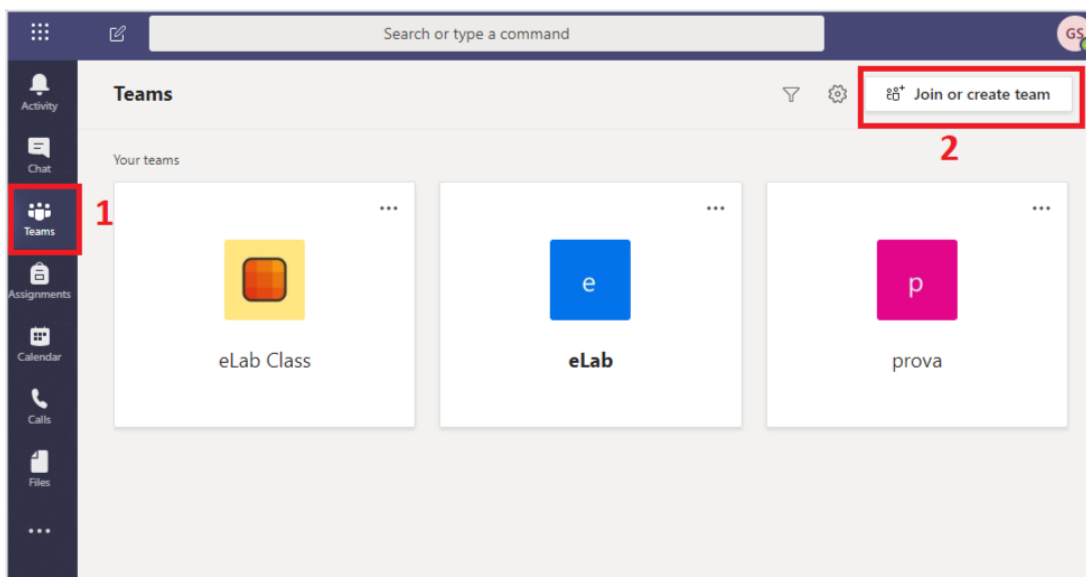 Search or type a command
GS
Activity
Chat
Teams
Assignments
Calendar
Calls
Files
Teams
Join or create team
1
2
Your teams
e
p
eLab Class
eLab
prova